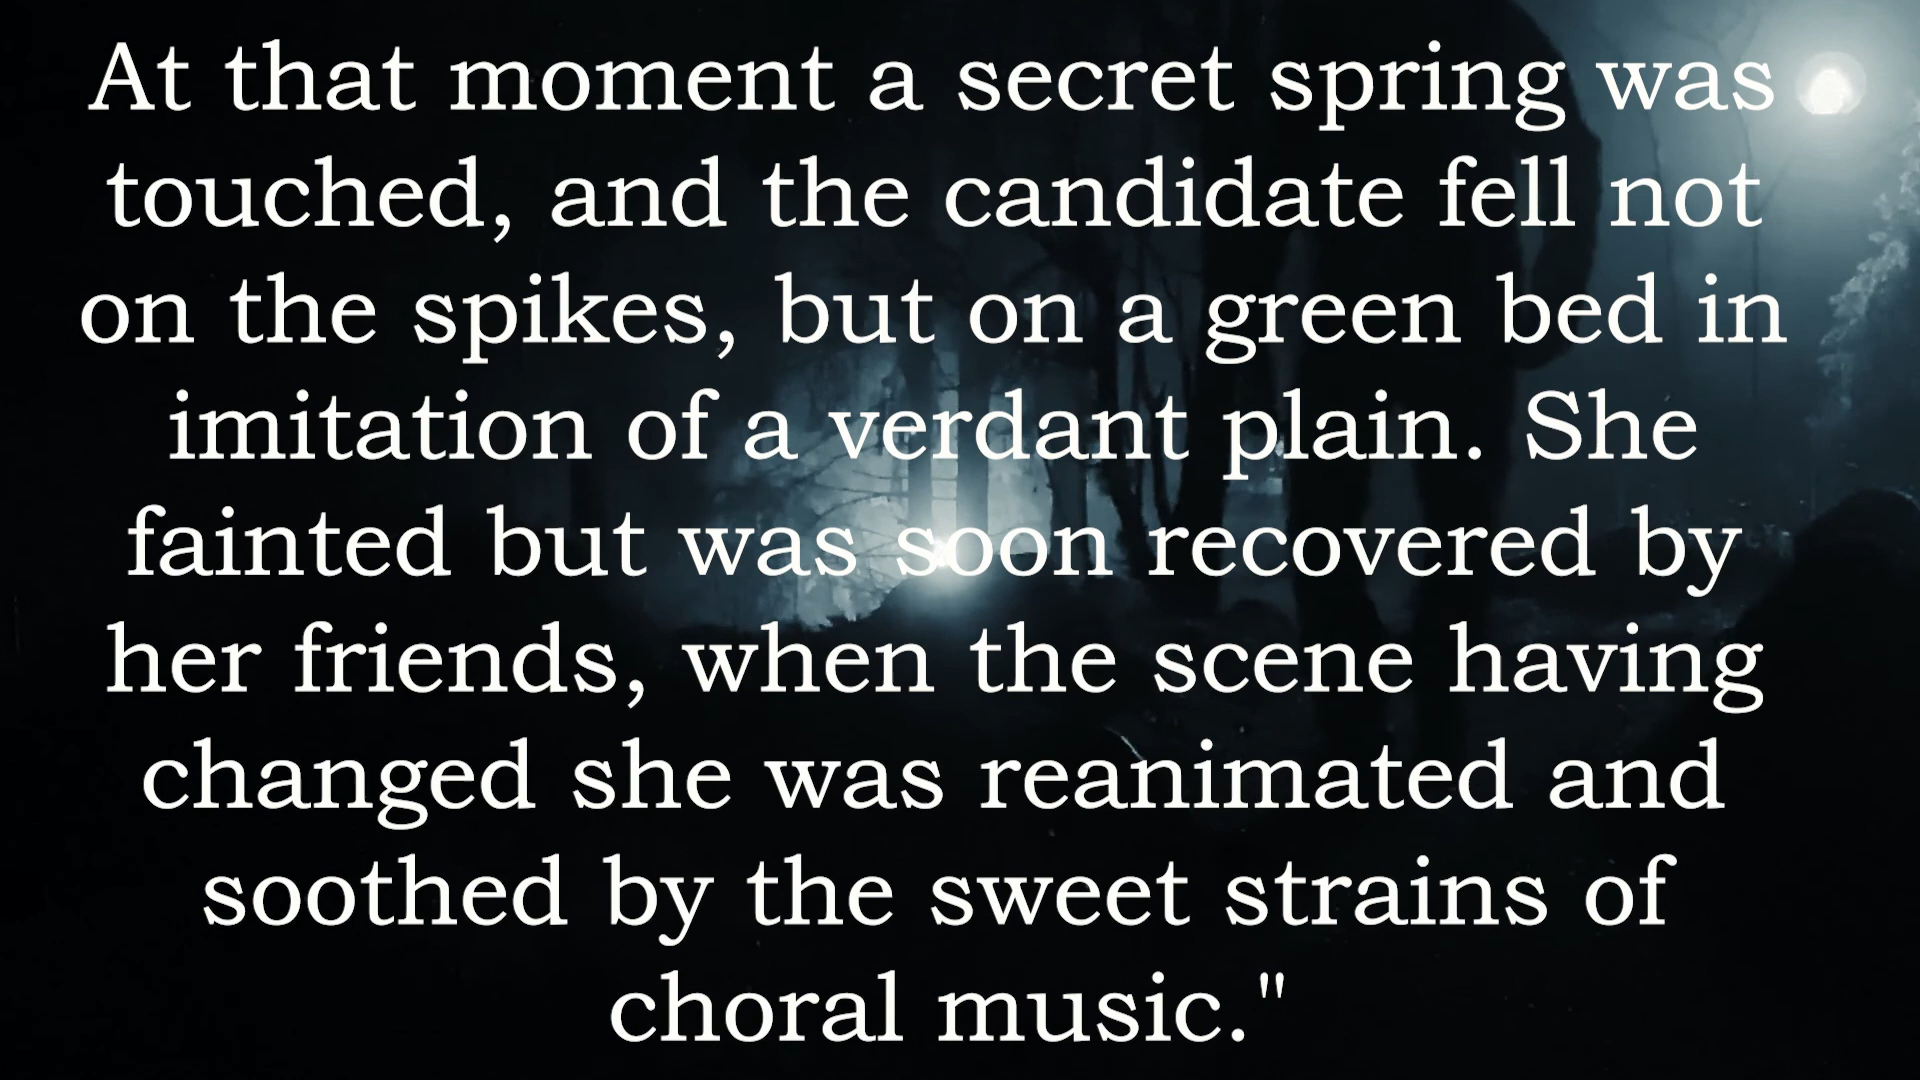 At that moment a secret spring was
touched, and the candidate fell not
on the spikes, but on a green bed in
imitation of a verdant plain. She
fainted but was soon recovered by
her friends, when the scene having
changed she was reanimated and
soothed by the sweet strains of
choral music."